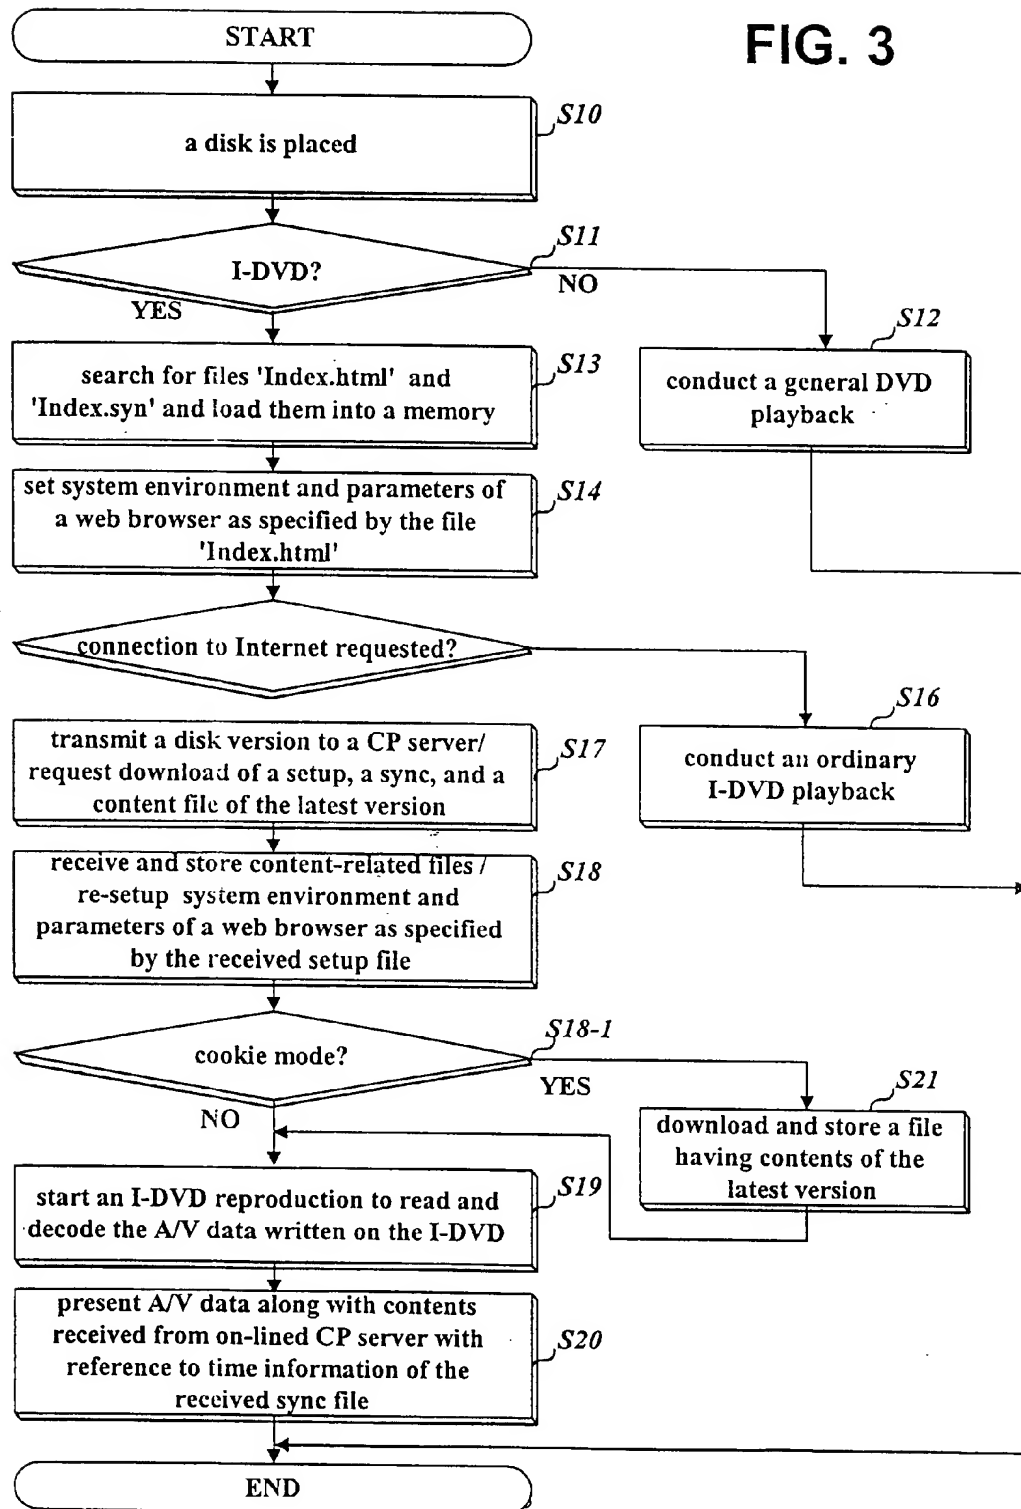 FIG. 3
START
S10
a disk is placed
S11
I-DVD?
NO
YES
S12
S13
search for files 'Index.html' and
'Index.syn' and load them into a memory
conduct a general DVD
playback
S14
set system environment and parameters of
a web browser as specified by the file
'Index.html'
connection to Internet requested?
S16
S17
transmit a disk version to a CP server/
request download of a setup, a sync, and a
content file of the latest version
conduct an ordinary
I-DVD playback
S18
receive and store content-related files /
re-setup system environment and
parameters of a web browser as specified
by the received setup file
S18-1
cookie mode?
YES
NO
S21
download and store a file
having contents of the
latest version
S19
start an I-DVD reproduction to read and
decode the A/V data written on the I-DVD
S20
present A/V data along with contents
received from on-lined CP server with
reference to time information of the
received sync file
END